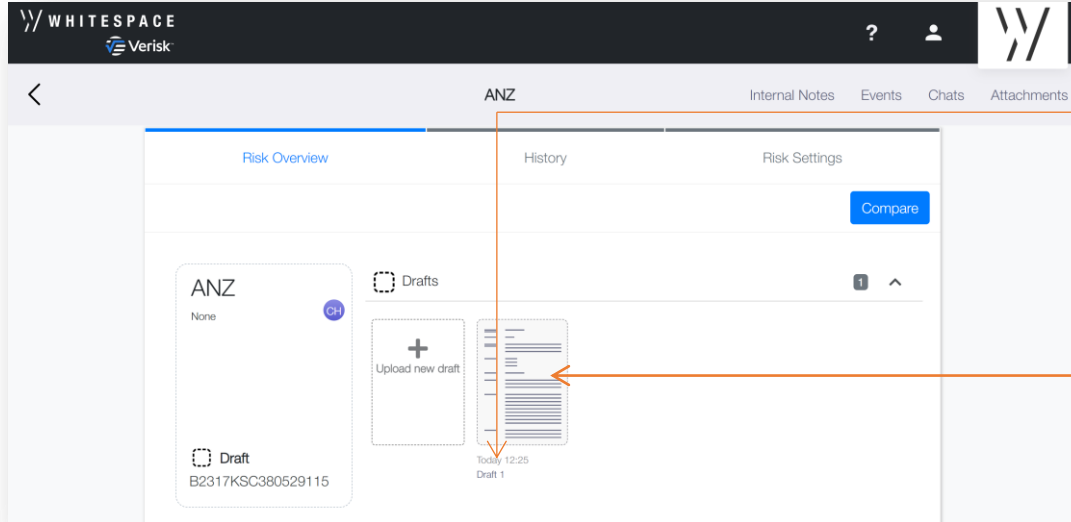 WHITESPACE
Verisk
?
ANZ
Internal Notes Events Chats Attachments
Risk Overview History Risk Settings
Compare
ANZ
None
CH
Draft
B2317KSC380529115
Drafts
1
Upload new draft
Today 12:25
Draft 1